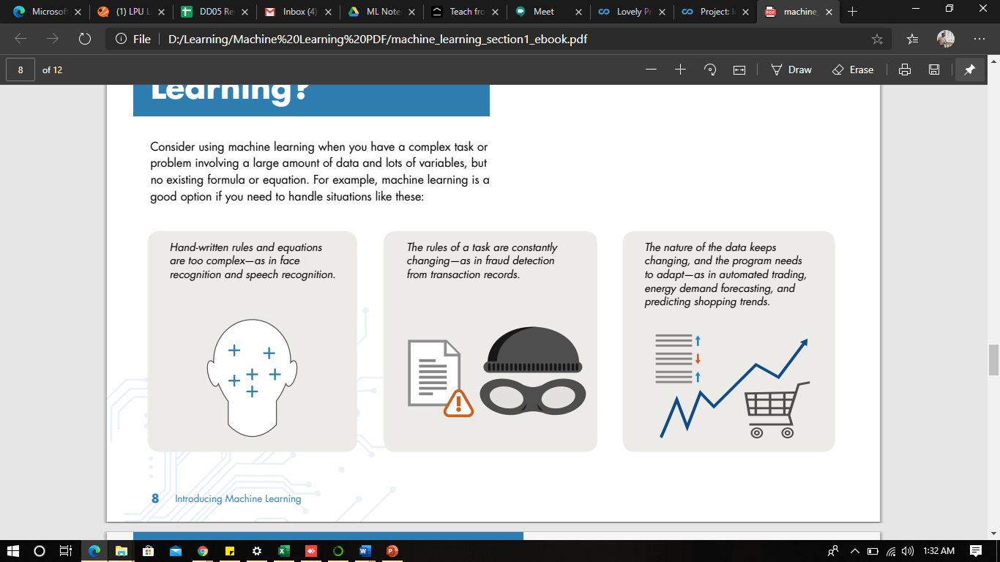 Microsof
(1) LPU L
DD05 Re
Inbox (4)
ML Note
Teach fro
Meet
Lovely Pr
Project: I
machine_
File
D:/Learning/Machine%20Learning%20PDF/machine_learning_section1_ebook.pdf
8
of 12
Draw
Erase
Learning?
Consider using machine learning when you have a complex task or
problem involving a large amount of data and lots of variables, but
no existing formula or equation. For example, machine learning is a
good option if you need to handle situations like these:
Hand-written rules and equations
are too complex—as in face
recognition and speech recognition.
The rules of a task are constantly
changing—as in fraud detection
from transaction records.
The nature of the data keeps
changing, and the program needs
to adapt—as in automated trading,
energy demand forecasting, and
predicting shopping trends.
8 Introducing Machine Learning
1:32 AM